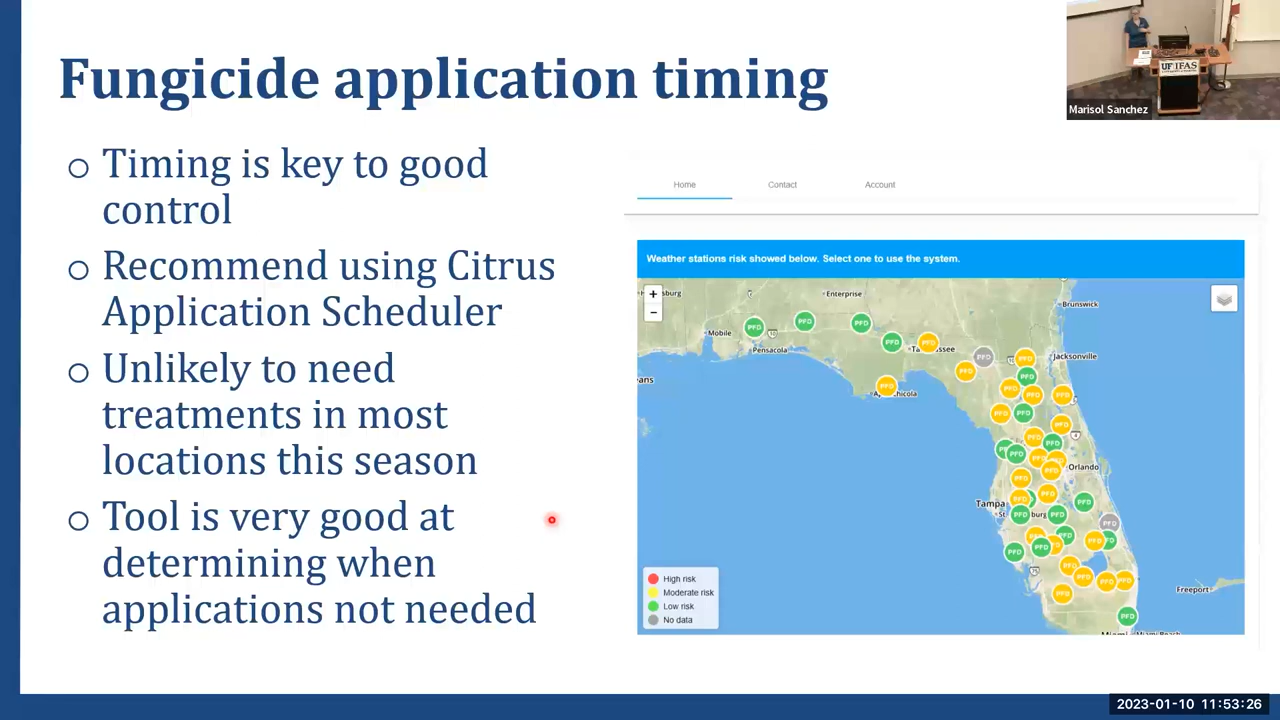 Fungicide application timing
Timing is key to good
control
Recommend using Citrus
Application Scheduler
Unlikely to need
treatments in most
locations this season
Tool is very good at
determining when
applications not needed
UF IFAS
Marisol Sanchez
Home
Contact
Account
Weather stations risk showed below. Select one to use the system.
+
−
Enterprise
Brunswick
Mobile
Pensacola
Jacksonville
Orlando
Tampa
Freeport
Miami Beach
PFD
High risk
Moderate risk
Low risk
No data
2023-01-10 11:53:26